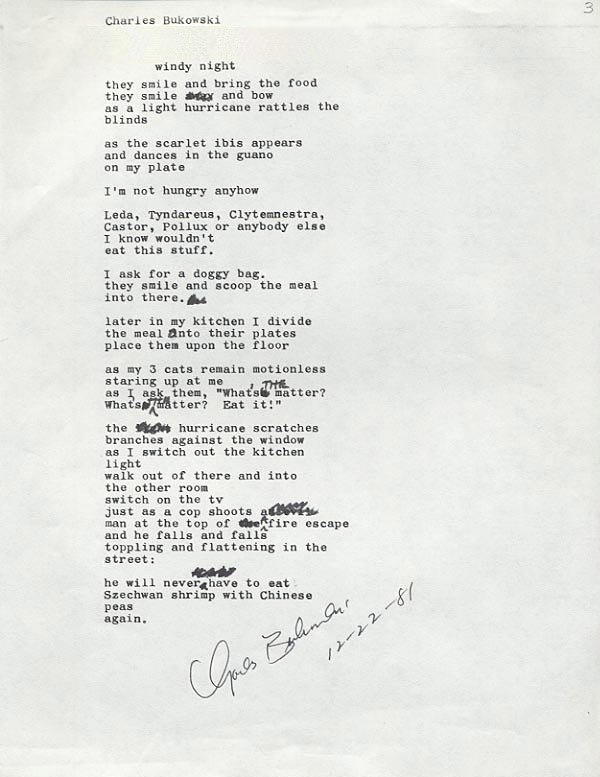 3
Charles Bukowski
windy night
they smile and bring the food
they smile and bow
as a light hurricane rattles the
blinds
as the scarlet ibis appears
and dances in the guano
on my plate
I'm not hungry anyhow
Leda, Tyndareus, Clytemnestra,
Castor, Pollux or anybody else
I know wouldn't
eat this stuff.
I ask for a doggy bag.
they smile and scoop the meal
into there.
later in my kitchen I divide
the meal onto their plates
place them upon the floor
as my 3 cats remain motionless
staring up at me
as I ask them, "Whats' THE matter?
Whats THE matter? Eat it!"
the hurricane scratches
branches against the window
as I switch out the kitchen
light
walk out of there and into
the other room
switch on the tv
just as a cop shoots a
man at the top of fire escape
and he falls and falls
toppling and flattening in the
street:
he will never have to eat
Szechwan shrimp with Chinese
peas
again.
Charles Bukowski
12-22-81